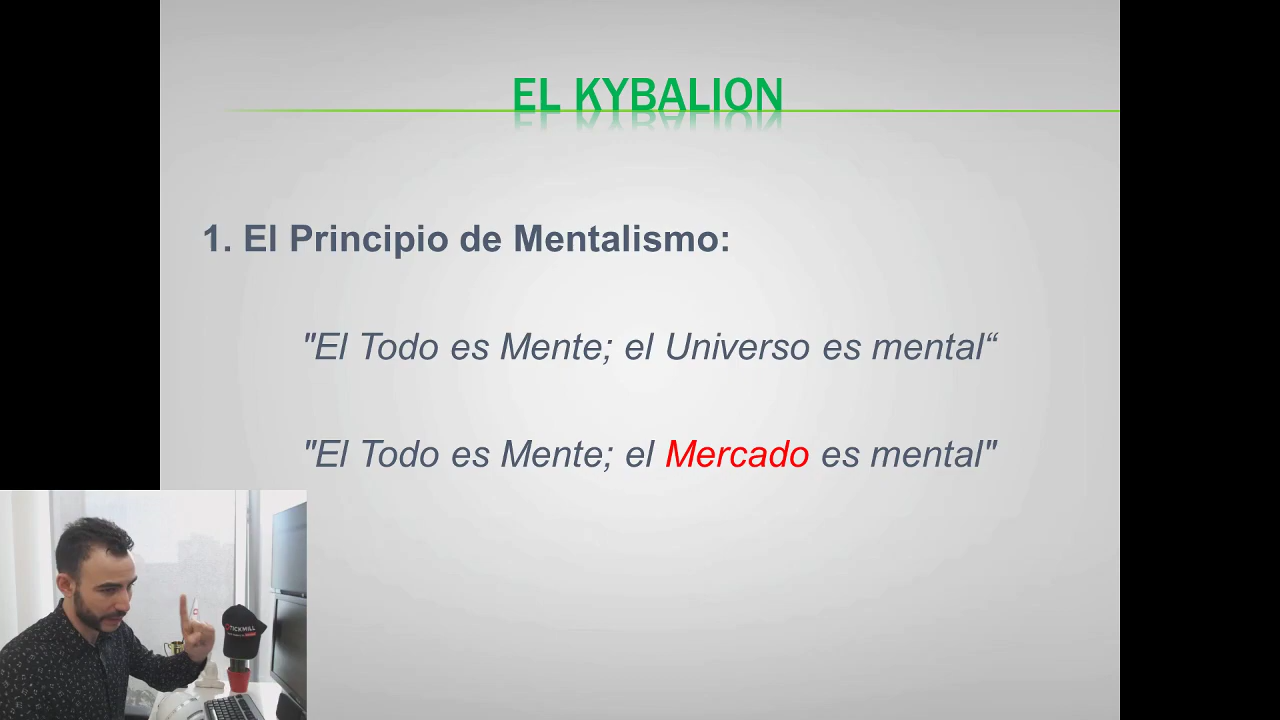 EL KYBALION
1. El Principio de Mentalismo:
"El Todo es Mente; el Universo es mental“
"El Todo es Mente; el Mercado es mental"
TICKMILL